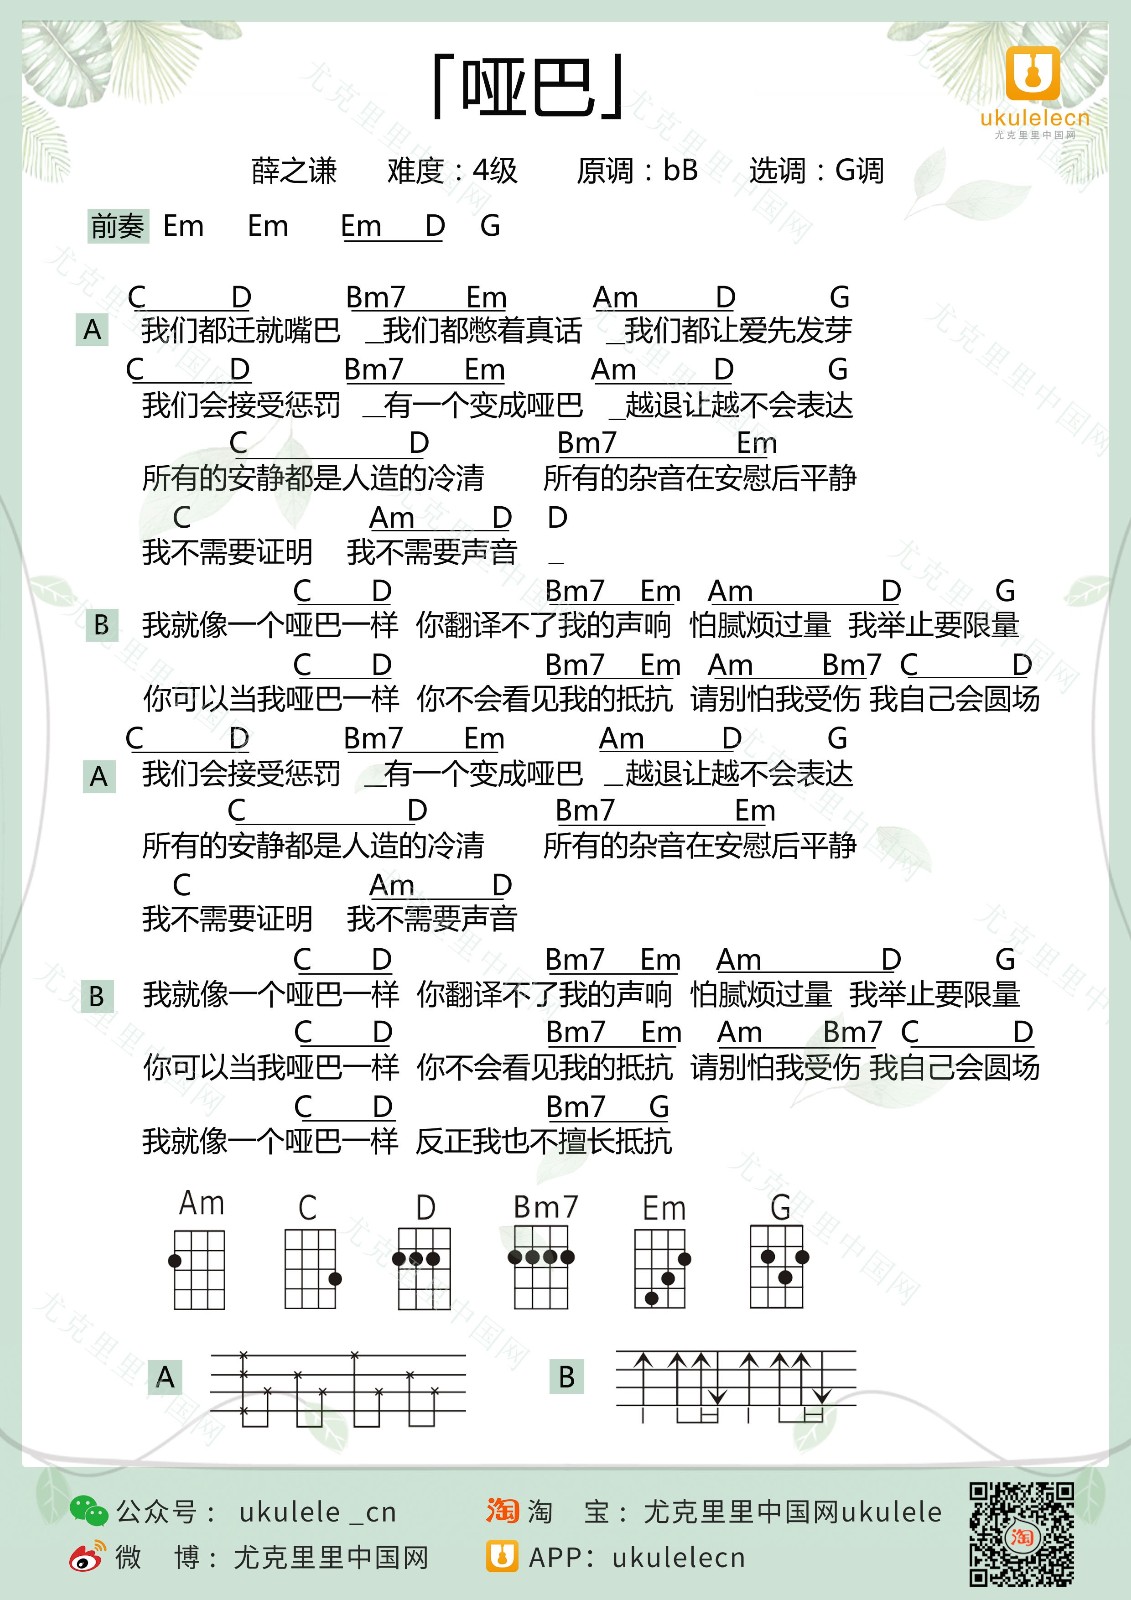 「哑巴」
ukulelecn
尤克里里中国网
薛之谦 难度：4级 原调：bB 选调：G调
前奏 Em Em Em D G
C D Bm7 Em Am D G
A 我们都迁就嘴巴 _我们都憋着真话 _我们都让爱先发芽
C D Bm7 Em Am D G
我们会接受惩罚 _有一个变成哑巴 _越退让越不会表达
C D Bm7 Em
所有的安静都是人造的冷清 所有的杂音在安慰后平静
C Am D D
我不需要证明 我不需要声音 _
C D Bm7 Em Am D G
B 我就像一个哑巴一样 你翻译不了我的声响 怕腻烦过量 我举止要限量
C D Bm7 Em Am Bm7 C D
你可以当我哑巴一样 你不会看见我的抵抗 请别怕我受伤 我自己会圆场
C D Bm7 Em Am D G
A 我们会接受惩罚 _有一个变成哑巴 _越退让越不会表达
C D Bm7 Em
所有的安静都是人造的冷清 所有的杂音在安慰后平静
C Am D
我不需要证明 我不需要声音
C D Bm7 Em Am D G
B 我就像一个哑巴一样 你翻译不了我的声响 怕腻烦过量 我举止要限量
C D Bm7 Em Am Bm7 C D
你可以当我哑巴一样 你不会看见我的抵抗 请别怕我受伤 我自己会圆场
C D Bm7 G
我就像一个哑巴一样 反正我也不擅长抵抗
Am C D Bm7 Em G
A B
公众号： ukulele _cn 淘 淘 宝：尤克里里中国网ukulele
微 博：尤克里里中国网 APP：ukulelecn
淘